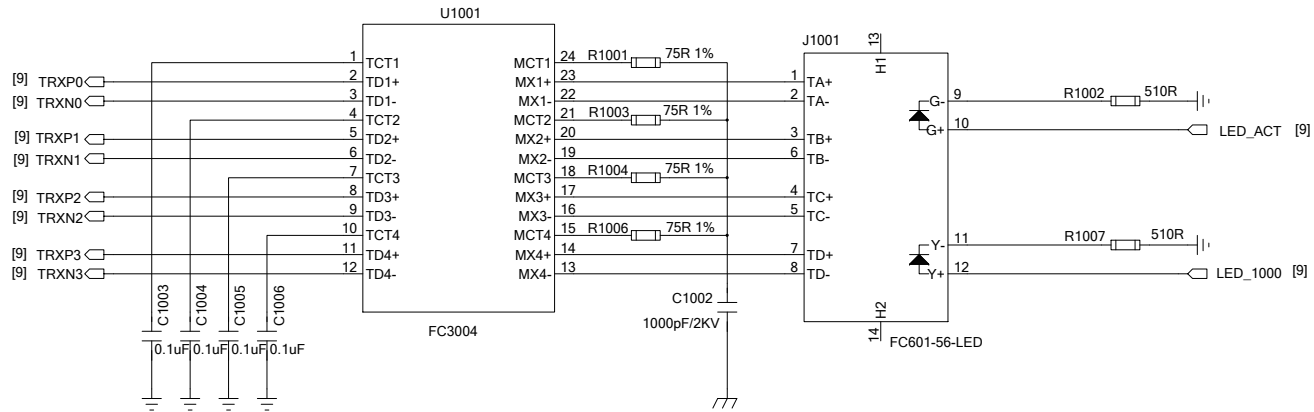 U1001
1 TCT1 MCT1 24 R1001 75R 1%
[9] TRXP0 2 TD1+ MX1+ 23
[9] TRXN0 3 TD1- MX1- 22
4 TCT2 MCT2 21 R1003 75R 1%
[9] TRXP1 5 TD2+ MX2+ 20
[9] TRXN1 6 TD2- MX2- 19
7 TCT3 MCT3 18 R1004 75R 1%
[9] TRXP2 8 TD3+ MX3+ 17
[9] TRXN2 9 TD3- MX3- 16
10 TCT4 MCT4 15 R1006 75R 1%
[9] TRXP3 11 TD4+ MX4+ 14
[9] TRXN3 12 TD4- MX4- 13
FC3004
C1003
0.1uF
C1004
0.1uF
C1005
0.1uF
C1006
0.1uF
C1002
1000pF/2KV
J1001
13
H1
1 TA+
2 TA-
3 TB+
6 TB-
4 TC+
5 TC-
7 TD+
8 TD-
G- 9 R1002 510R
G+ 10 LED_ACT [9]
Y- 11 R1007 510R
Y+ 12 LED_1000 [9]
H2
14
FC601-56-LED